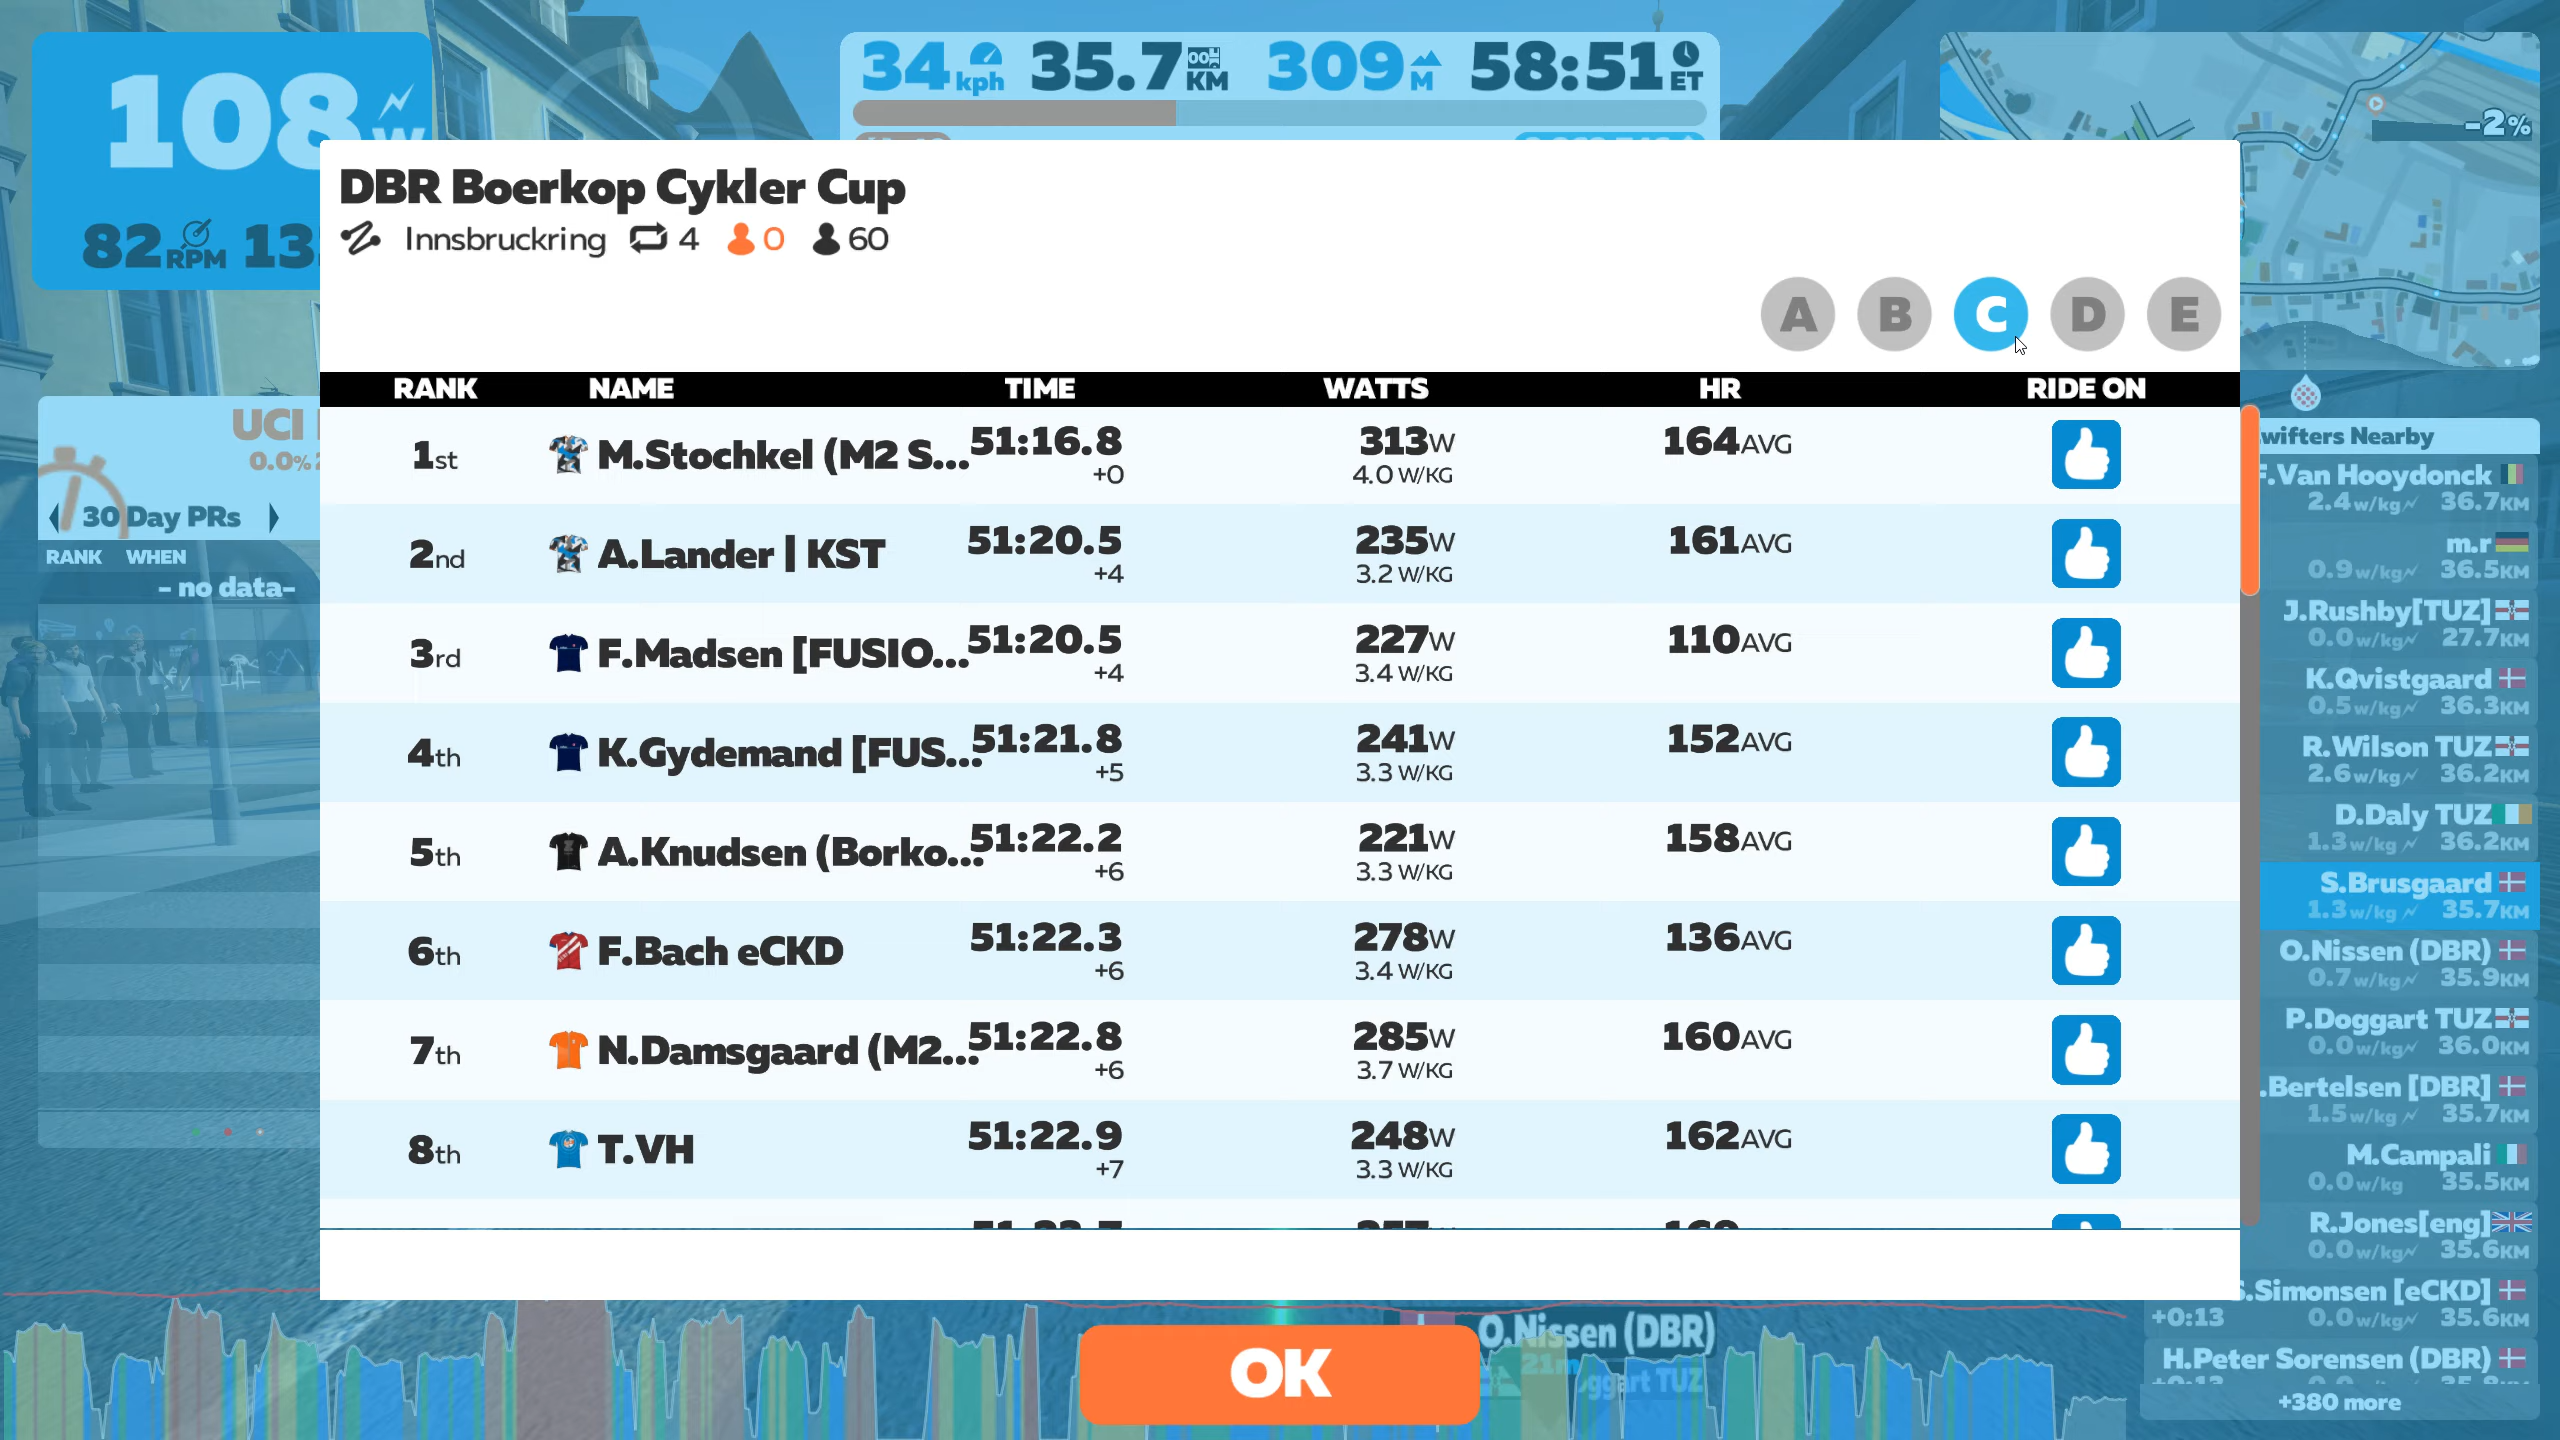 34 kph 35.7 KM 309 M 58:51 ET
108 W
82 RPM
-2%
DBR Boerkop Cykler Cup
Innsbruckring 4 0 60
A B C D E
RANK NAME TIME WATTS HR RIDE ON
1st M.Stochkel (M2 S... 51:16.8 313W 164AVG
+0 4.0 W/KG
2nd A.Lander | KST 51:20.5 235W 161AVG
+4 3.2 W/KG
3rd F.Madsen [FUSIO... 51:20.5 227W 110AVG
+4 3.4 W/KG
4th K.Gydemand [FUS... 51:21.8 241W 152AVG
+5 3.3 W/KG
5th A.Knudsen (Borko... 51:22.2 221W 158AVG
+6 3.3 W/KG
6th F.Bach eCKD 51:22.3 278W 136AVG
+6 3.4 W/KG
7th N.Damsgaard (M2... 51:22.8 285W 160AVG
+6 3.7 W/KG
8th T.VH 51:22.9 248W 162AVG
+7 3.3 W/KG
OK
UCI
0.0%
30 Day PRs
RANK WHEN
- no data-
wifters Nearby
F.Van Hooydonck
2.4w/kg 36.7KM
m.r
0.9w/kg 36.5KM
J.Rushby[TUZ]
0.0w/kg 27.7KM
K.Qvistgaard
0.5w/kg 36.3KM
R.Wilson TUZ
2.6w/kg 36.2KM
D.Daly TUZ
1.3w/kg 36.2KM
S.Brusgaard
1.3w/kg 35.7KM
O.Nissen (DBR)
0.7w/kg 35.9KM
P.Doggart TUZ
0.0w/kg 36.0KM
.Bertelsen [DBR]
1.5w/kg 35.7KM
M.Campali
0.0w/kg 35.5KM
R.Jones[eng]
0.0w/kg 35.6KM
S.Simonsen [eCKD]
+0:13 0.0w/kg 35.6KM
H.Peter Sorensen (DBR)
+380 more
O.Nissen (DBR)
21m
ggart TUZ